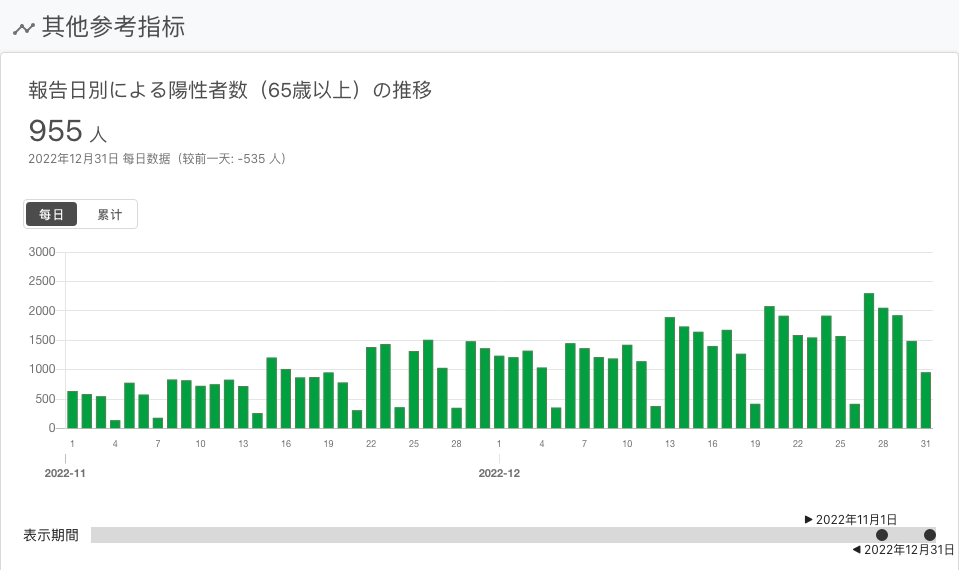 其他参考指标
報告日別による陽性者数（65歳以上）の推移
955 人
2022年12月31日 每日数据（较前一天: -535 人）
每日 累计
3000
2500
2000
1500
1000
500
0
1 4 7 10 13 16 19 22 25 28 1 4 7 10 13 16 19 22 25 28 31
2022-11 2022-12
▶ 2022年11月1日
表示期間
◀ 2022年12月31日